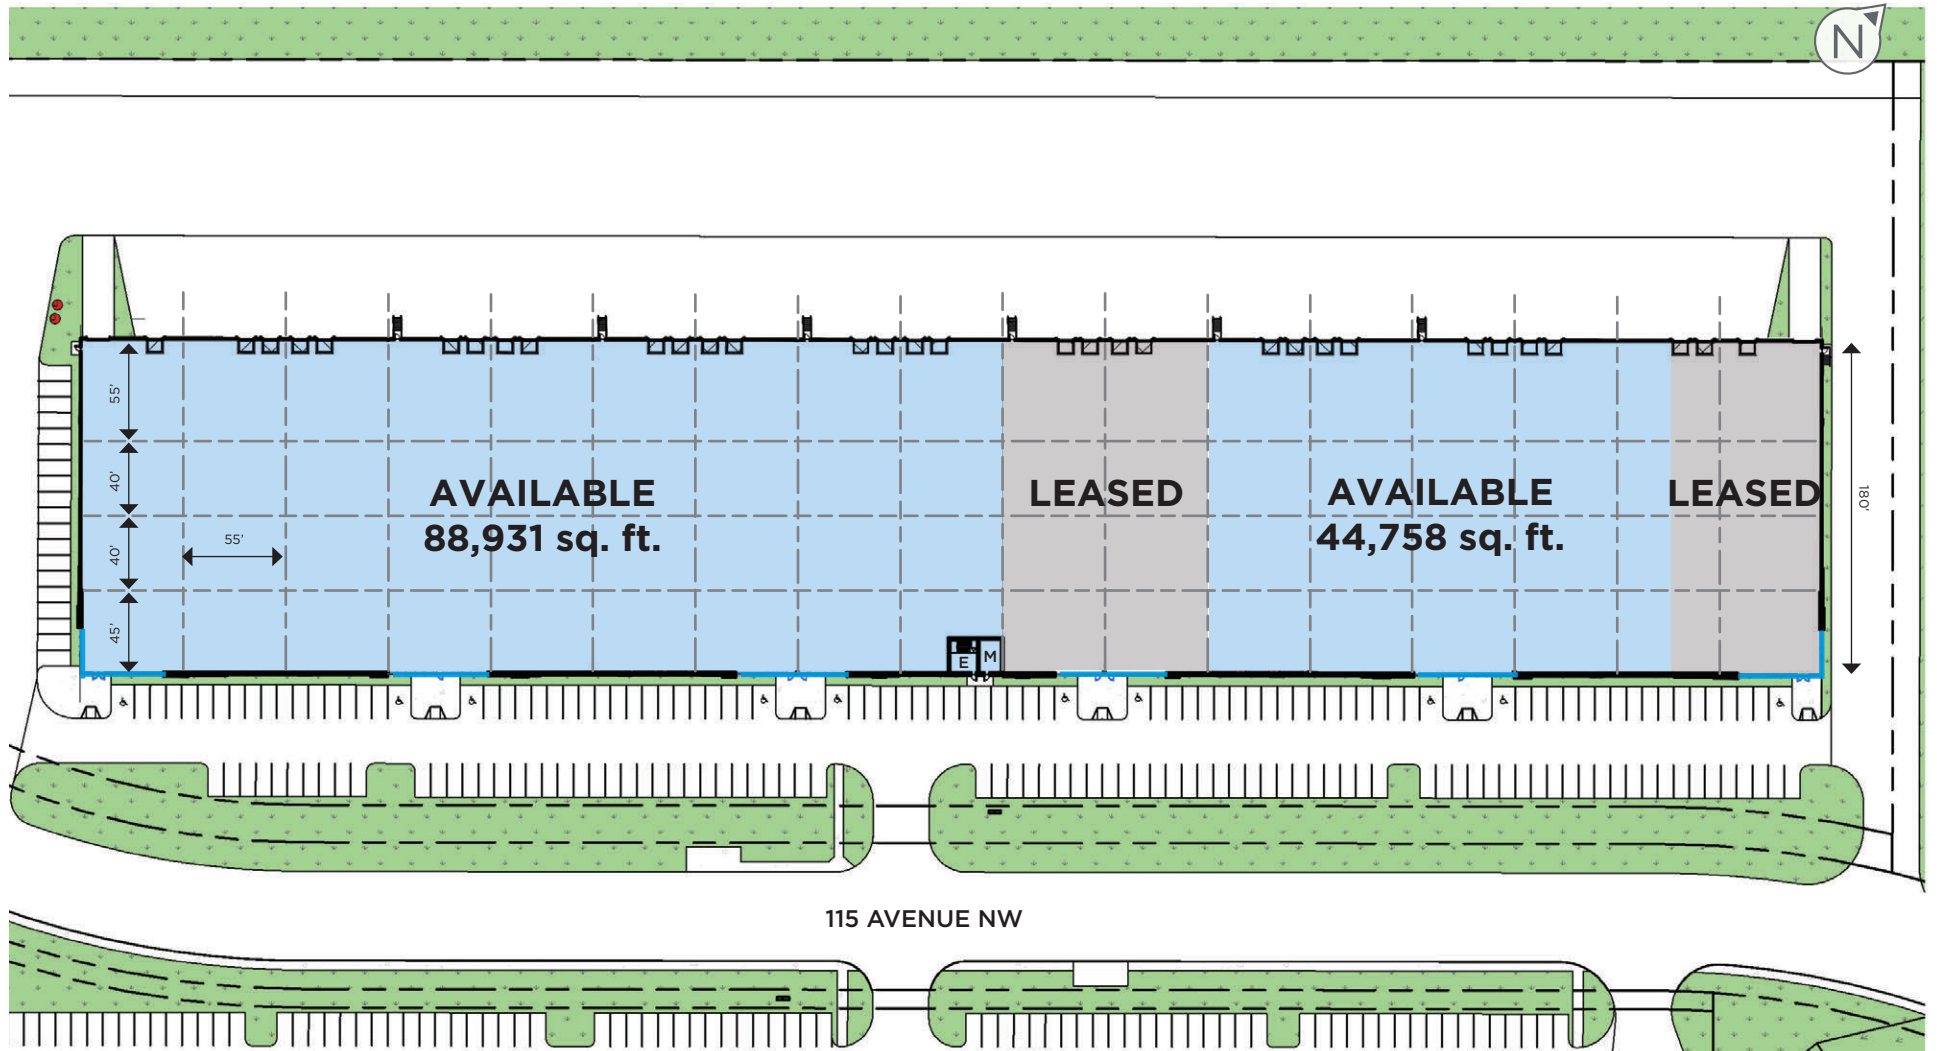 N
55'
40'
40'
45'
55'
180'
AVAILABLE
88,931 sq. ft.
LEASED
AVAILABLE
44,758 sq. ft.
LEASED
E
M
115 AVENUE NW